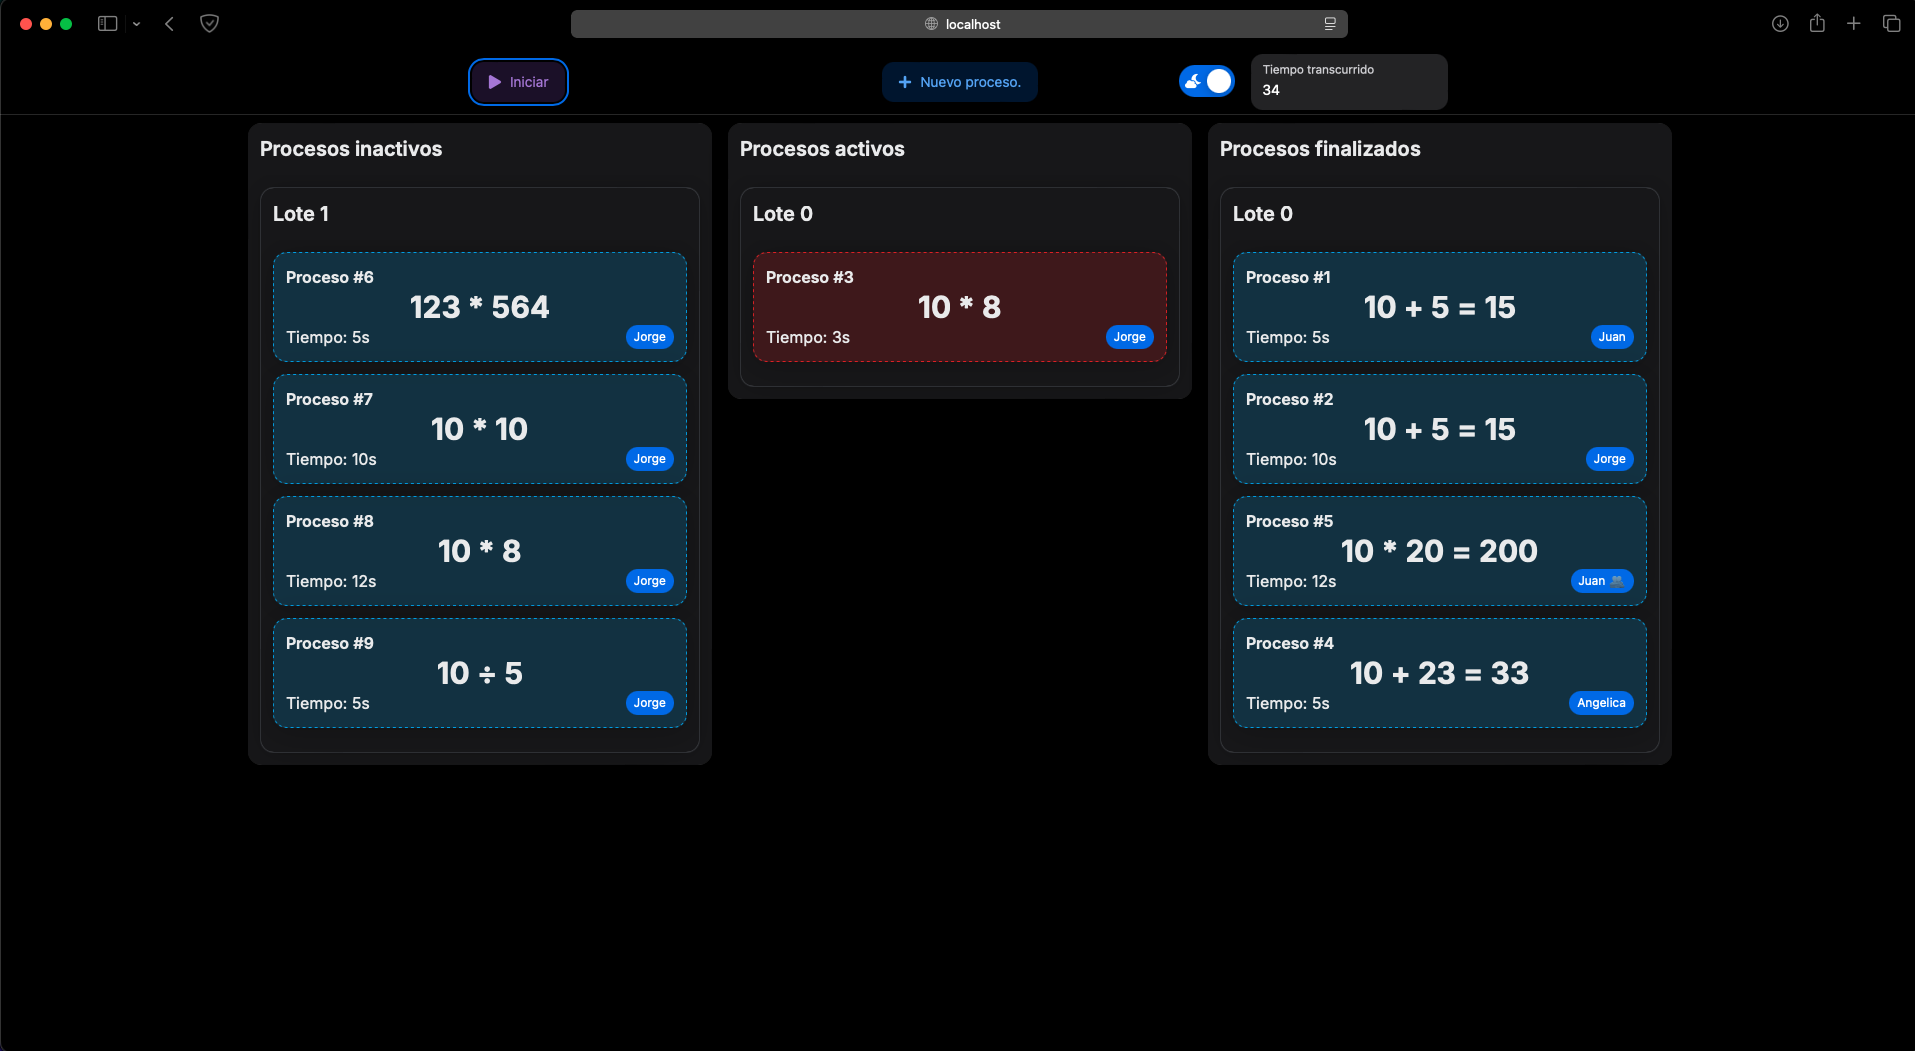 localhost
Iniciar
Nuevo proceso.
Tiempo transcurrido
34
Procesos inactivos
Lote 1
Proceso #6
123 * 564
Tiempo: 5s
Jorge
Proceso #7
10 * 10
Tiempo: 10s
Jorge
Proceso #8
10 * 8
Tiempo: 12s
Jorge
Proceso #9
10 ÷ 5
Tiempo: 5s
Jorge
Procesos activos
Lote 0
Proceso #3
10 * 8
Tiempo: 3s
Jorge
Procesos finalizados
Lote 0
Proceso #1
10 + 5 = 15
Tiempo: 5s
Juan
Proceso #2
10 + 5 = 15
Tiempo: 10s
Jorge
Proceso #5
10 * 20 = 200
Tiempo: 12s
Juan
Proceso #4
10 + 23 = 33
Tiempo: 5s
Angelica